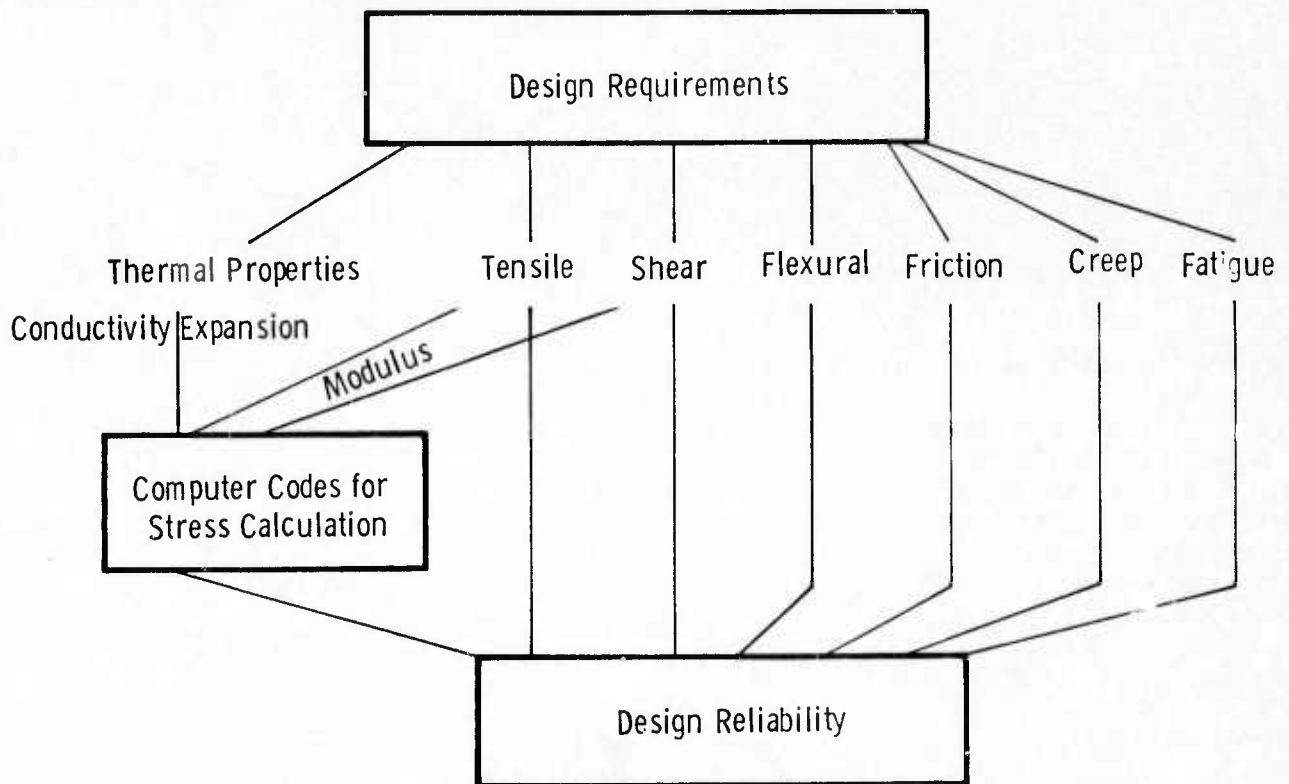 Design Requirements
Thermal Properties
Tensile
Shear
Flexural
Friction
Creep
Fatigue
Conductivity Expansion
Modulus
Computer Codes for
Stress Calculation
Design Reliability